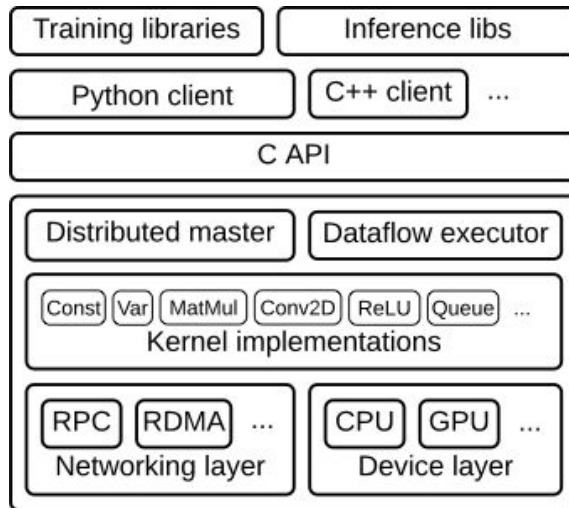 Training libraries Inference libs
Python client C++ client ...
C API
Distributed master Dataflow executor
Const Var MatMul Conv2D ReLU Queue ...
Kernel implementations
RPC RDMA ... CPU GPU ...
Networking layer Device layer